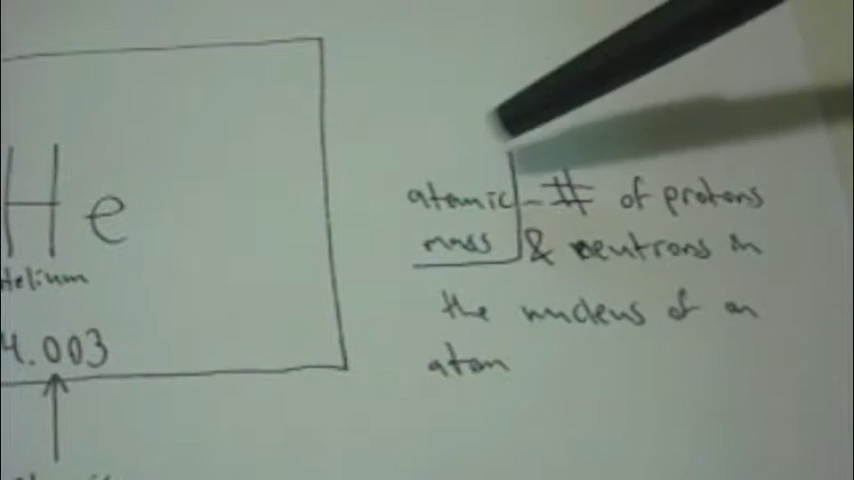 He
Helium
4.003
atomic - # of protons
mass & neutrons in
the nucleus of an
atom